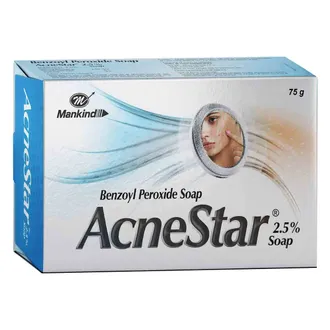 Benzoyl Peroxide Soap
AcneStar
75 g
M
Mankind
Benzoyl Peroxide Soap
AcneStar® 2.5%
Soap